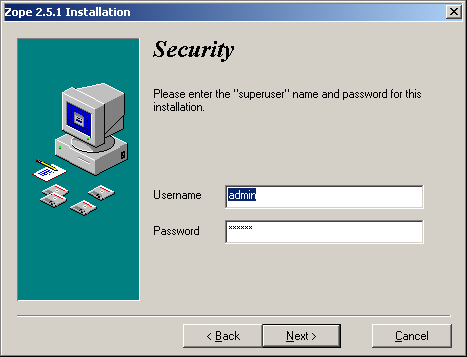 Zope 2.5.1 Installation
Security
Please enter the "superuser" name and password for this
installation.
Username admin
Password xxxxxx
< Back Next > Cancel